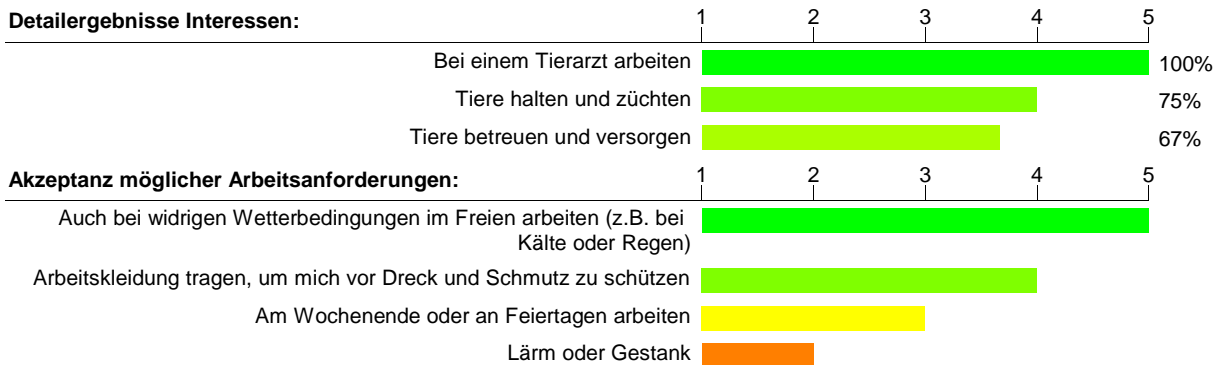 Detailergebnisse Interessen: 1 2 3 4 5
Bei einem Tierarzt arbeiten 100%
Tiere halten und züchten 75%
Tiere betreuen und versorgen 67%
Akzeptanz möglicher Arbeitsanforderungen: 1 2 3 4 5
Auch bei widrigen Wetterbedingungen im Freien arbeiten (z.B. bei
Kälte oder Regen)
Arbeitskleidung tragen, um mich vor Dreck und Schmutz zu schützen
Am Wochenende oder an Feiertagen arbeiten
Lärm oder Gestank